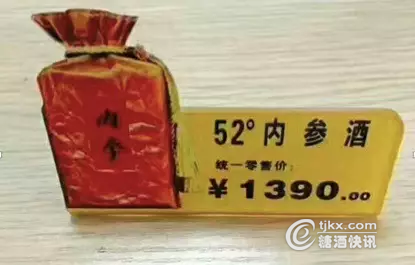 内参
52°内参酒
统一零售价:
¥1390.00
tjkx.com
糖酒快讯